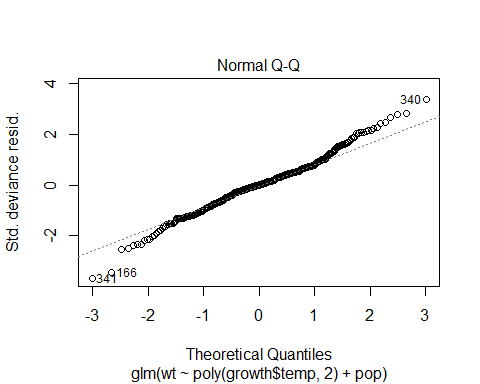 Normal Q-Q
Std. deviance resid.
4
2
0
-2
340
341
166
-3 -2 -1 0 1 2 3
Theoretical Quantiles
glm(wt ~ poly(growth$temp, 2) + pop)